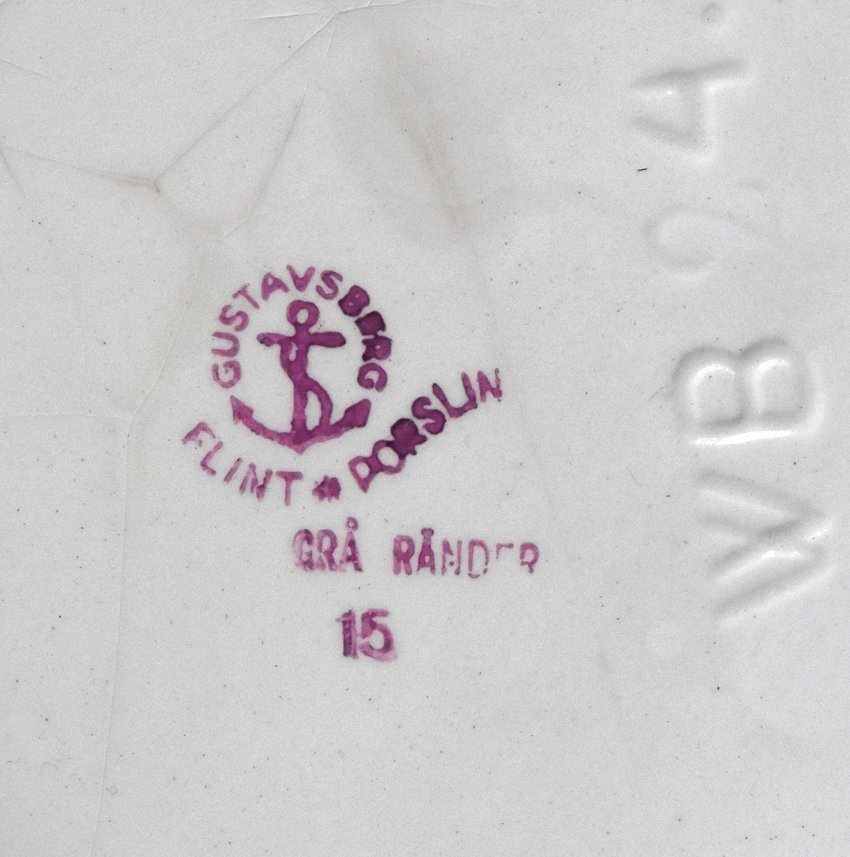 GUSTAVSBERG
FLINT * PORSLIN
GRÅ RÄNDER
15
WB 24.